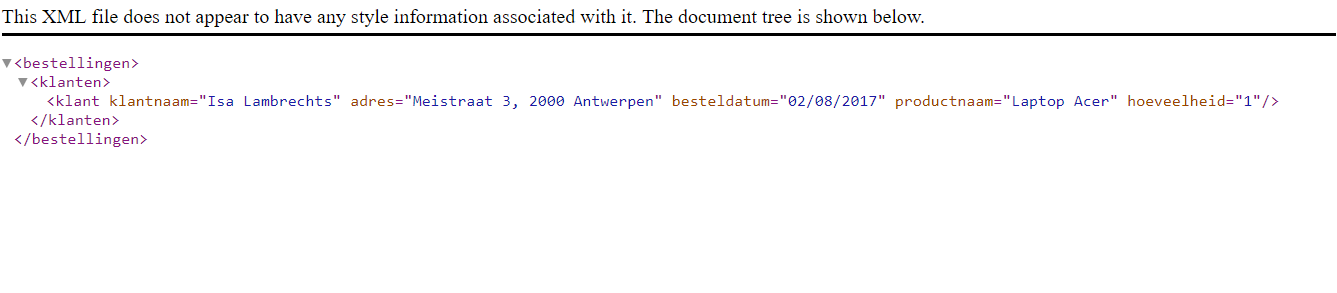 This XML file does not appear to have any style information associated with it. The document tree is shown below.
▼<bestellingen>
▼<klanten>
<klant klantnaam="Isa Lambrechts" adres="Meistraat 3, 2000 Antwerpen" besteldatum="02/08/2017" productnaam="Laptop Acer" hoeveelheid="1"/>
</klanten>
</bestellingen>